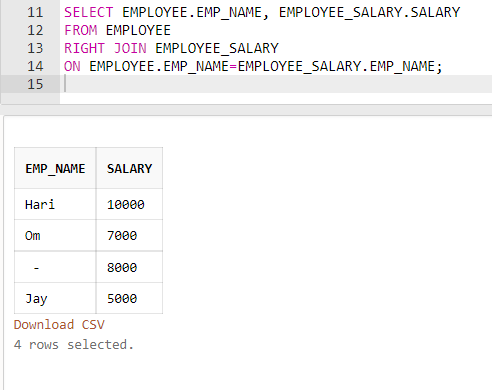 11 SELECT EMPLOYEE.EMP_NAME, EMPLOYEE_SALARY.SALARY
12 FROM EMPLOYEE
13 RIGHT JOIN EMPLOYEE_SALARY
14 ON EMPLOYEE.EMP_NAME=EMPLOYEE_SALARY.EMP_NAME;
15
EMP_NAME SALARY
Hari 10000
Om 7000
- 8000
Jay 5000
Download CSV
4 rows selected.